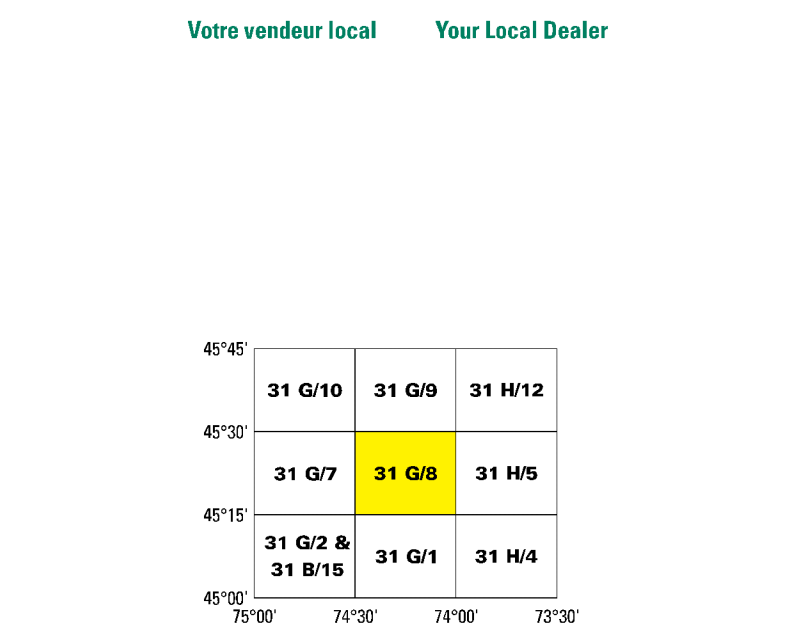 Votre vendeur local Your Local Dealer
45°45'
31 G/10 31 G/9 31 H/12
45°30'
31 G/7 31 G/8 31 H/5
45°15'
31 G/2 &
31 B/15 31 G/1 31 H/4
45°00'
75°00' 74°30' 74°00' 73°30'